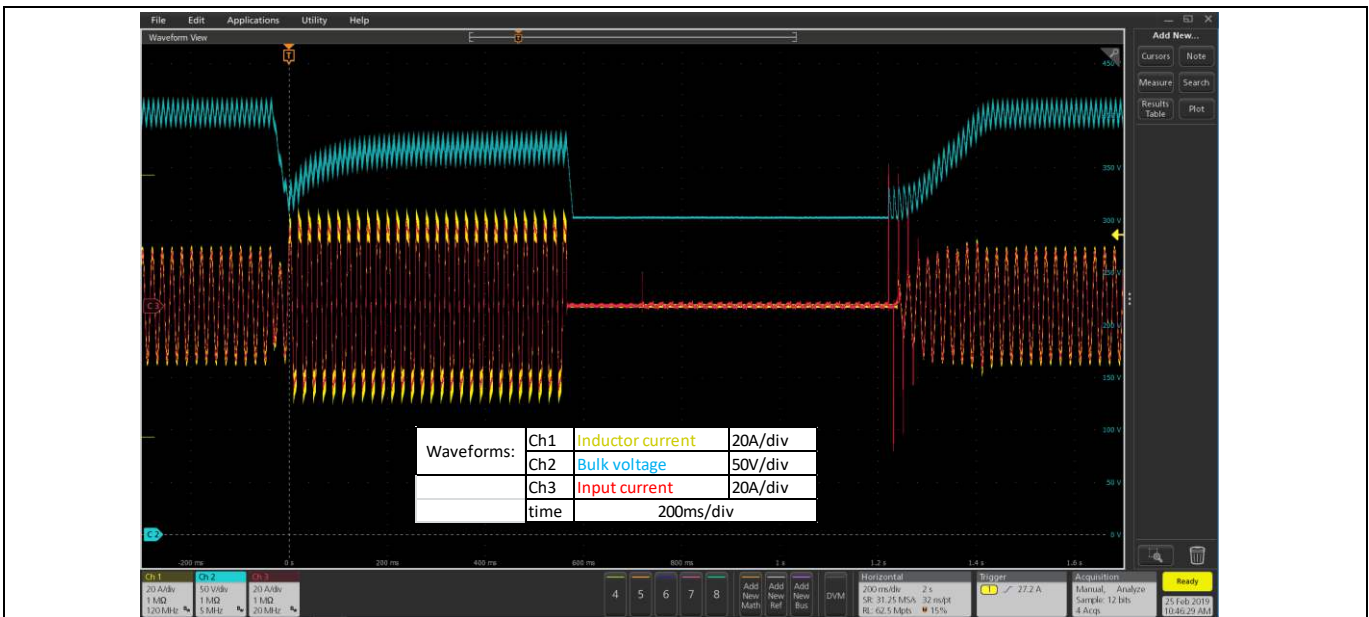 File Edit Applications Utility Help
Waveform View
Add New...
Cursors Note
Measure Search
Results Table Plot
T
T
450 V
350 V
300 V
250 V
200 V
150 V
100 V
50 V
0 V
C 3
C 2
Waveforms: Ch1 Inductor current 20A/div
Ch2 Bulk voltage 50V/div
Ch3 Input current 20A/div
time 200ms/div
-200 ms 0 s 200 ms 400 ms 600 ms 800 ms 1 s 1.2 s 1.4 s 1.6 s
Ch 1
20 A/div
1 MΩ
120 MHz
Ch 2
50 V/div
1 MΩ
5 MHz
Ch 3
20 A/div
1 MΩ
20 MHz
4 5 6 7 8
Add New Math
Add New Ref
Add New Bus
DVM
Horizontal
200 ms/div 2 s
SR: 31.25 MS/s 32 ns/pt
RL: 62.5 Mpts 15%
Trigger
1 27.2 A
Acquisition
Manual, Analyze
Sample: 12 bits
4 Acqs
Ready
25 Feb 2019
10:46:29 AM